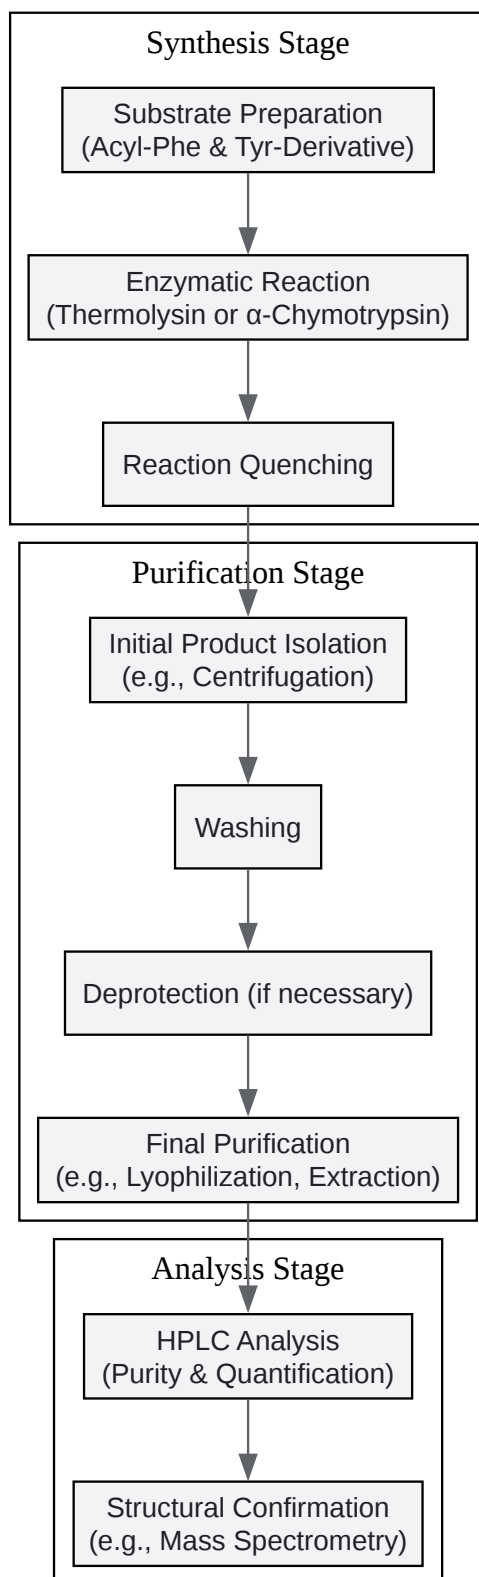 Synthesis Stage
Substrate Preparation
(Acyl-Phe & Tyr-Derivative)
Enzymatic Reaction
(Thermolysin or α-Chymotrypsin)
Reaction Quenching
Purification Stage
Initial Product Isolation
(e.g., Centrifugation)
Washing
Deprotection (if necessary)
Final Purification
(e.g., Lyophilization, Extraction)
Analysis Stage
HPLC Analysis
(Purity & Quantification)
Structural Confirmation
(e.g., Mass Spectrometry)